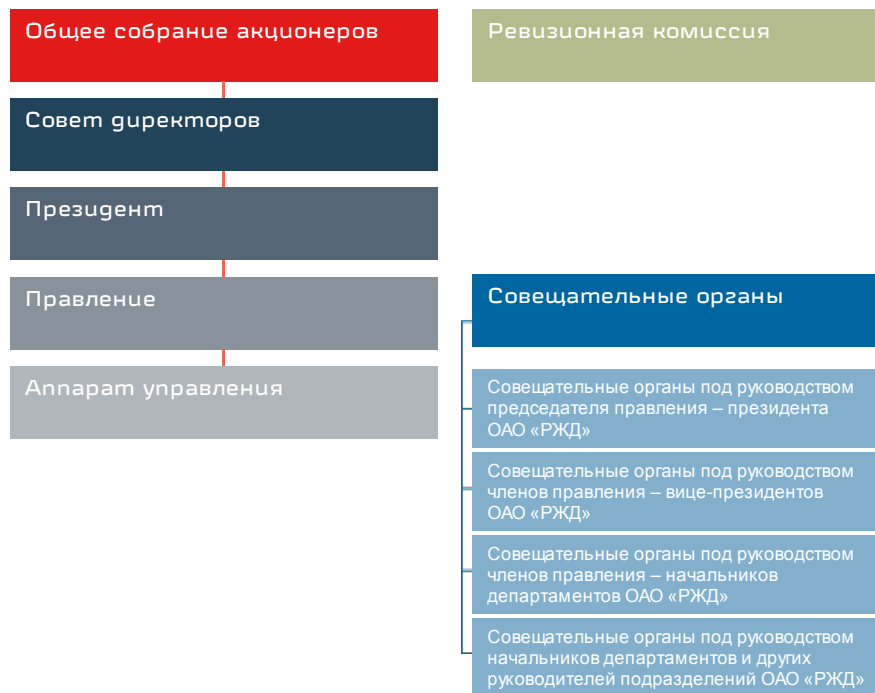 Общее собрание акционеров
Ревизионная комиссия
Совет директоров
Президент
Правление
Аппарат управления
Совещательные органы
Совещательные органы под руководством
председателя правления – президента
ОАО «РЖД»
Совещательные органы под руководством
членов правления – вице-президентов
ОАО «РЖД»
Совещательные органы под руководством
членов правления – начальников
департаментов ОАО «РЖД»
Совещательные органы под руководством
начальников департаментов и других
руководителей подразделений ОАО «РЖД»